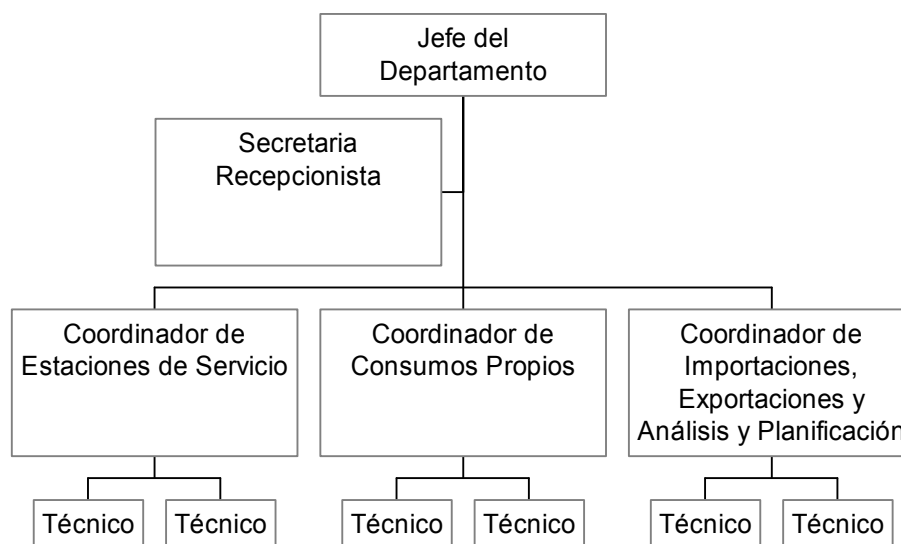 Jefe del
Departamento
Secretaria
Recepcionista
Coordinador de
Estaciones de Servicio
Coordinador de
Consumos Propios
Coordinador de
Importaciones,
Exportaciones y
Análisis y Planificación
Técnico
Técnico
Técnico
Técnico
Técnico
Técnico